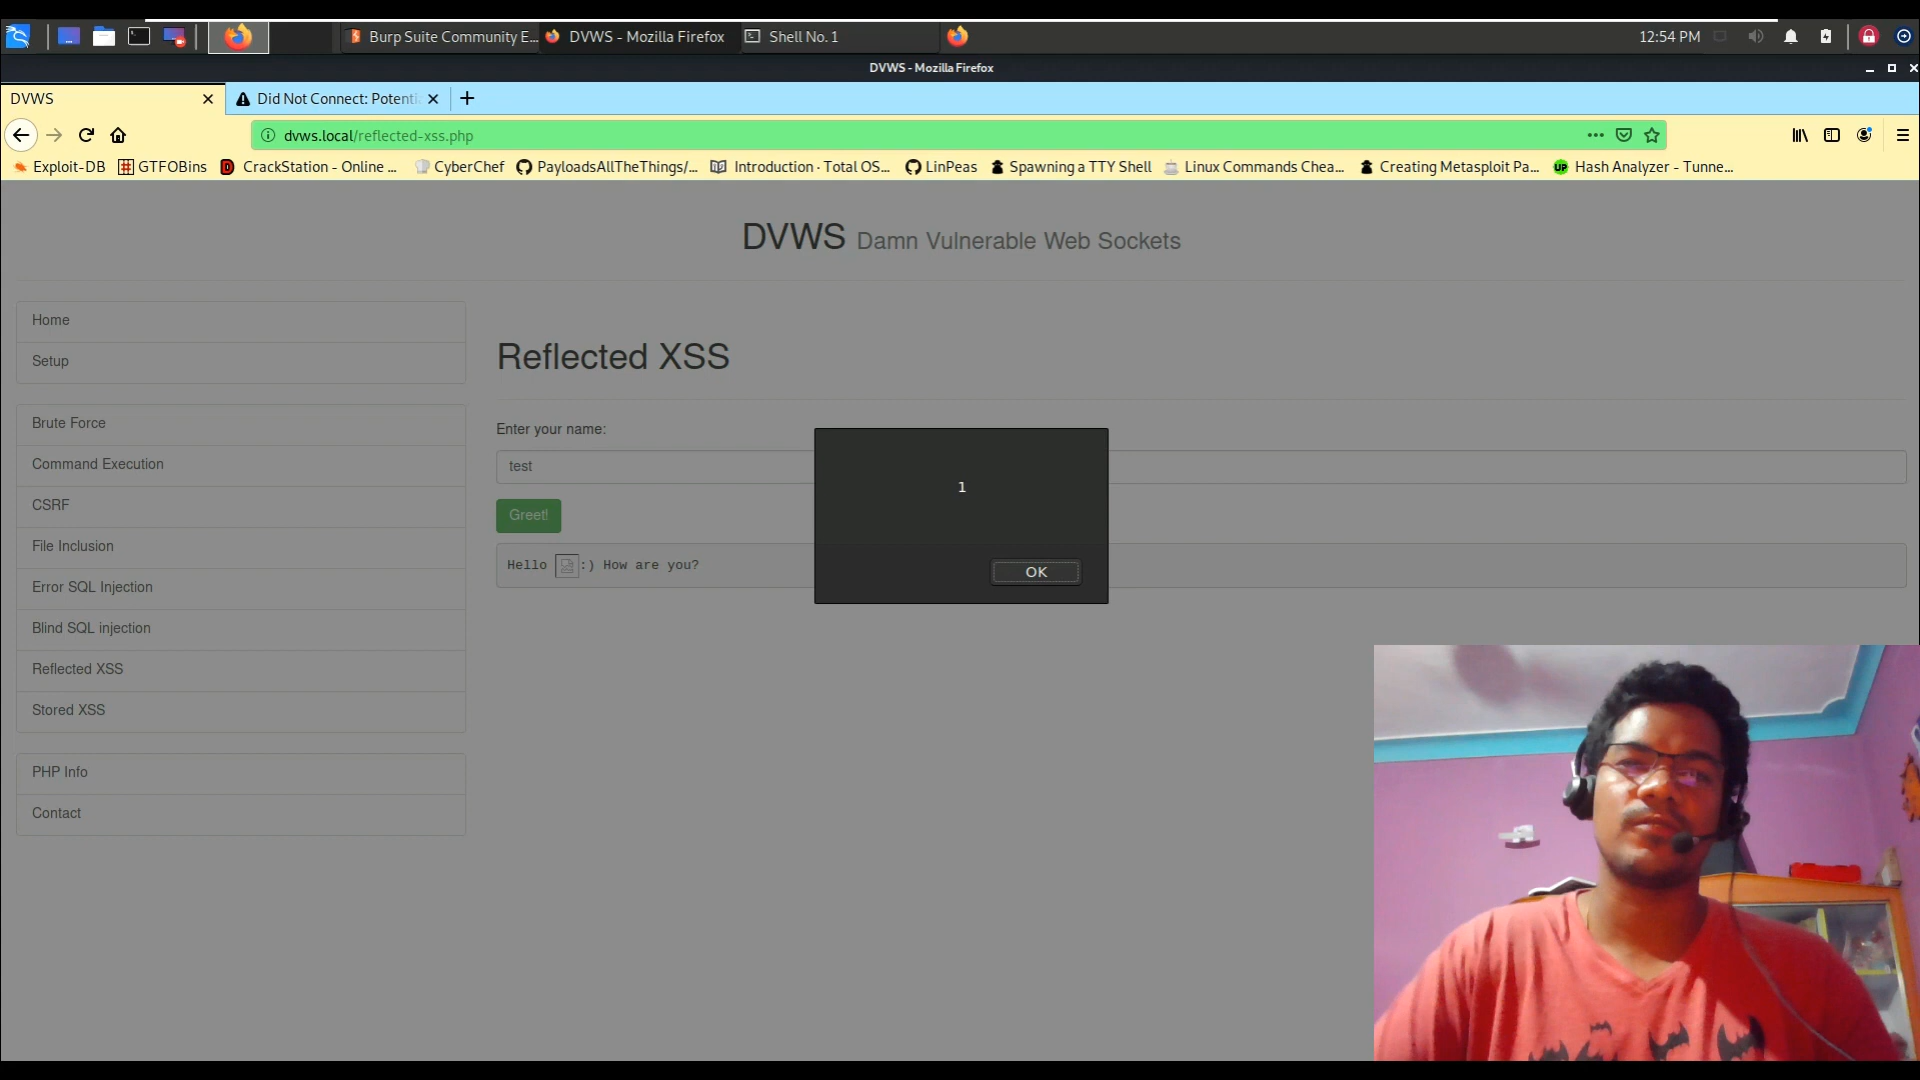 Burp Suite Community E...
DVWS - Mozilla Firefox
Shell No. 1
12:54 PM
DVWS - Mozilla Firefox
DVWS
Did Not Connect: Potenti
dvws.local/reflected-xss.php
Exploit-DB
GTFOBins
CrackStation - Online ...
CyberChef
PayloadsAllTheThings/...
Introduction · Total OS...
LinPeas
Spawning a TTY Shell
Linux Commands Chea...
Creating Metasploit Pa...
UP
Hash Analyzer - Tunne...
DVWS Damn Vulnerable Web Sockets
Home
Setup
Brute Force
Command Execution
CSRF
File Inclusion
Error SQL Injection
Blind SQL injection
Reflected XSS
Stored XSS
PHP Info
Contact
Reflected XSS
Enter your name:
test
Greet!
Hello :) How are you?
1
OK